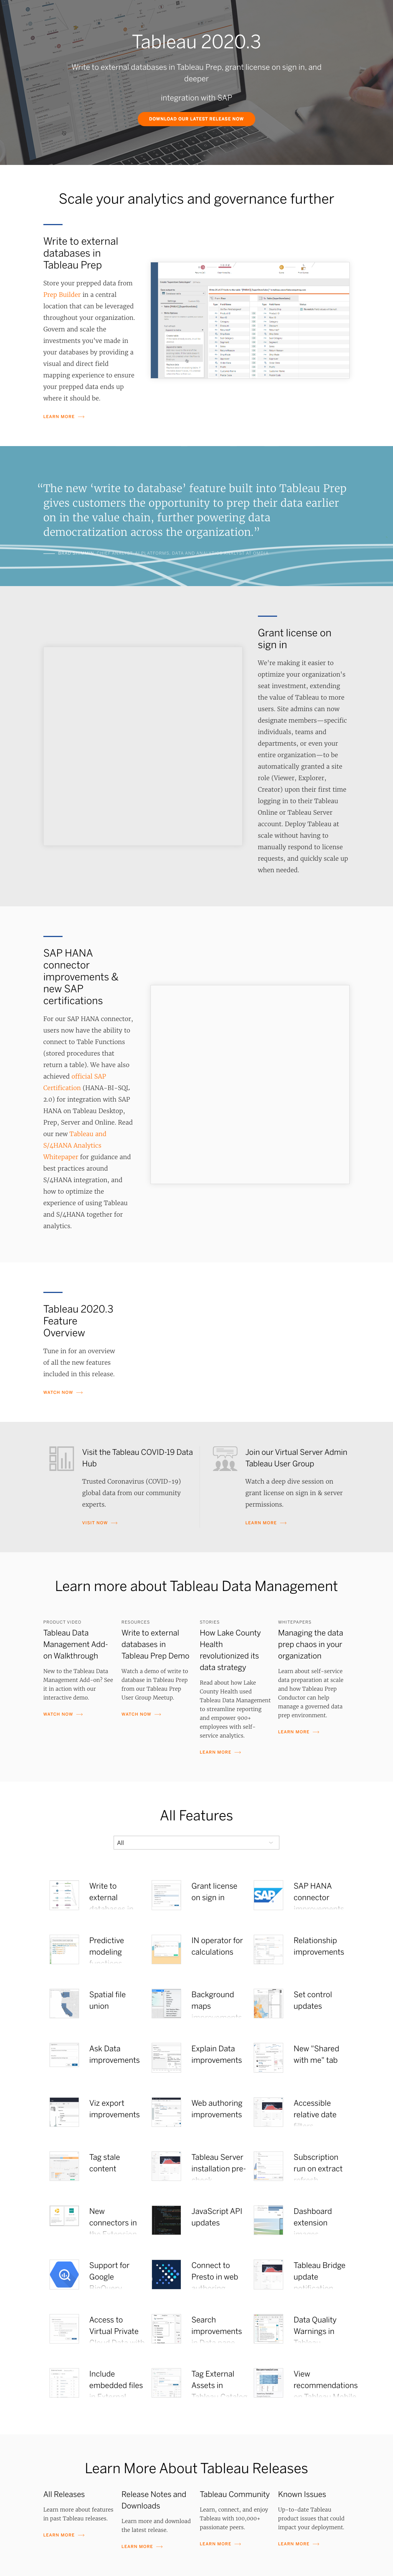 Tableau 2020.3
Write to external databases in Tableau Prep, grant license on sign in, and
deeper
integration with SAP
DOWNLOAD OUR LATEST RELEASE NOW
Scale your analytics and governance further
Write to external
databases in
Tableau Prep
Store your prepped data from
Prep Builder in a central
location that can be leveraged
throughout your organization.
Govern and scale the
investments you've made in
your databases by providing a
visual and direct field
mapping experience to ensure
your prepped data ends up
where it should be.
LEARN MORE
“The new ‘write to database’ feature built into Tableau Prep
gives customers the opportunity to prep their data earlier
on in the value chain, further powering data
democratization across the organization.”
Grant license on
sign in
We're making it easier to
optimize your organization's
seat investment, extending
the value of Tableau to more
users. Site admins can now
designate members—specific
individuals, teams and
departments, or even your
entire organization—to be
automatically granted a site
role (Viewer, Explorer,
Creator) upon their first time
logging in to their Tableau
Online or Tableau Server
account. Deploy Tableau at
scale without having to
manually respond to license
requests, and quickly scale up
when needed.
SAP HANA
connector
improvements &
new SAP
certifications
For our SAP HANA connector,
users now have the ability to
connect to Table Functions
(stored procedures that
return a table). We have also
achieved official SAP
Certification (HANA-BI-SQL
2.0) for integration with SAP
HANA on Tableau Desktop,
Prep, Server and Online. Read
our new Tableau and
S/4HANA Analytics
Whitepaper for guidance and
best practices around
S/4HANA integration, and
how to optimize the
experience of using Tableau
and S/4HANA together for
analytics.
Tableau 2020.3
Feature
Overview
Tune in for an overview
of all the new features
included in this release.
WATCH NOW
Visit the Tableau COVID-19 Data
Hub
Trusted Coronavirus (COVID-19)
global data from our community
experts.
VISIT NOW
Join our Virtual Server Admin
Tableau User Group
Watch a deep dive session on
grant license on sign in & server
permissions.
LEARN MORE
Learn more about Tableau Data Management
PRODUCT VIDEO
Tableau Data
Management Add-
on Walkthrough
New to the Tableau Data
Management Add-on? See
it in action with our
interactive demo.
WATCH NOW
RESOURCES
Write to external
databases in
Tableau Prep Demo
Watch a demo of write to
database in Tableau Prep
from our Tableau Prep
User Group Meetup.
WATCH NOW
STORIES
How Lake County
Health
revolutionized its
data strategy
Read about how Lake
County Health used
Tableau Data Management
to streamline reporting
and empower 900+
employees with self-
service analytics.
LEARN MORE
WHITEPAPERS
Managing the data
prep chaos in your
organization
Learn about self-service
data preparation at scale
and how Tableau Prep
Conductor can help
manage a governed data
prep environment.
LEARN MORE
All Features
All
Write to
external
Grant license
on sign in
SAP
SAP HANA
connector
Predictive
modeling
IN operator for
calculations
Relationship
improvements
Spatial file
union
Background
maps
Set control
updates
Ask Data
improvements
Explain Data
improvements
New "Shared
with me" tab
Viz export
improvements
Web authoring
improvements
Accessible
relative date
Tag stale
content
Tableau Server
installation pre-
Subscription
run on extract
New
connectors in
JavaScript API
updates
Dashboard
extension
Support for
Google
Connect to
Presto in web
Tableau Bridge
update
Access to
Virtual Private
Search
improvements
Data Quality
Warnings in
Include
embedded files
Tag External
Assets in
View
recommendations
Learn More About Tableau Releases
All Releases
Learn more about features
in past Tableau releases.
LEARN MORE
Release Notes and
Downloads
Learn more and download
the latest release.
LEARN MORE
Tableau Community
Learn, connect, and enjoy
Tableau with 100,000+
passionate peers.
LEARN MORE
Known Issues
Up-to-date Tableau
product issues that could
impact your deployment.
LEARN MORE